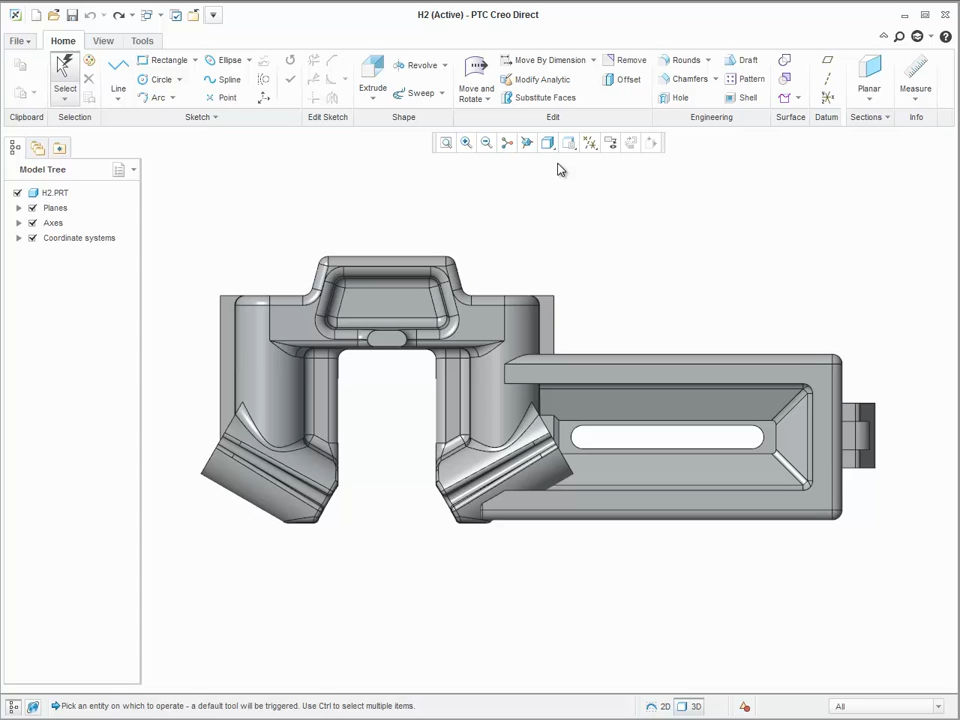 H2 (Active) - PTC Creo Direct
File
Home
View
Tools
Select
Line
Rectangle
Circle
Arc
Ellipse
Spline
Point
Extrude
Revolve
Sweep
Move and
Rotate
Move By Dimension
Modify Analytic
Substitute Faces
Remove
Offset
Rounds
Chamfers
Hole
Draft
Pattern
Shell
Planar
Measure
Clipboard
Selection
Sketch
Edit Sketch
Shape
Edit
Engineering
Surface
Datum
Sections
Info
Model Tree
H2.PRT
Planes
Axes
Coordinate systems
Pick an entity on which to operate - a default tool will be triggered. Use Ctrl to select multiple items.
2D
3D
All